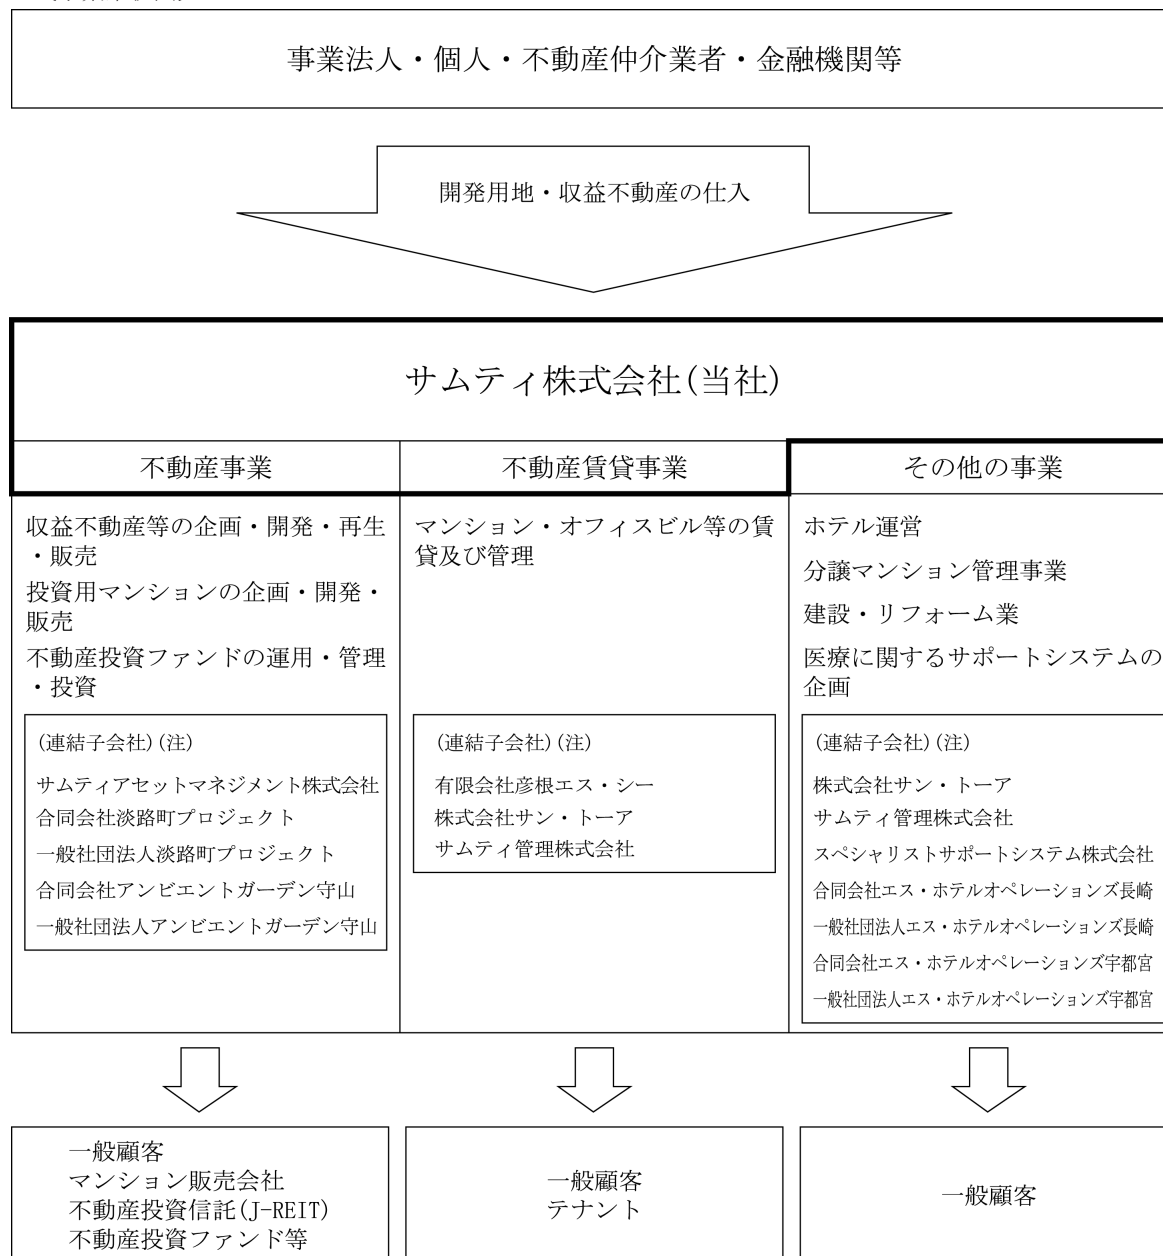 事業法人・個人・不動産仲介業者・金融機関等
開発用地・収益不動産の仕入
サムティ株式会社(当社)
不動産事業
不動産賃貸事業
その他の事業
収益不動産等の企画・開発・再生
・販売
投資用マンションの企画・開発・
販売
不動産投資ファンドの運用・管理
・投資
(連結子会社)(注)
サムティアセットマネジメント株式会社
合同会社淡路町プロジェクト
一般社団法人淡路町プロジェクト
合同会社アンビエントガーデン守山
一般社団法人アンビエントガーデン守山
マンション・オフィスビル等の賃
貸及び管理
(連結子会社)(注)
有限会社彦根エス・シー
株式会社サン・トーア
サムティ管理株式会社
ホテル運営
分譲マンション管理事業
建設・リフォーム業
医療に関するサポートシステムの
企画
(連結子会社)(注)
株式会社サン・トーア
サムティ管理株式会社
スペシャリストサポートシステム株式会社
合同会社エス・ホテルオペレーションズ長崎
一般社団法人エス・ホテルオペレーションズ長崎
合同会社エス・ホテルオペレーションズ宇都宮
一般社団法人エス・ホテルオペレーションズ宇都宮
一般顧客
マンション販売会社
不動産投資信託(J-REIT)
不動産投資ファンド等
一般顧客
テナント
一般顧客